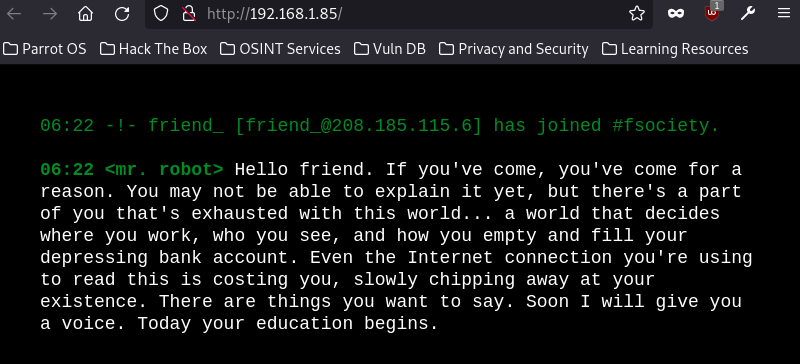 http://192.168.1.85/
1
Parrot OS Hack The Box OSINT Services Vuln DB Privacy and Security Learning Resources
06:22 -!- friend_ [friend_@208.185.115.6] has joined #fsociety.
06:22 <mr. robot> Hello friend. If you've come, you've come for a
reason. You may not be able to explain it yet, but there's a part
of you that's exhausted with this world... a world that decides
where you work, who you see, and how you empty and fill your
depressing bank account. Even the Internet connection you're using
to read this is costing you, slowly chipping away at your
existence. There are things you want to say. Soon I will give you
a voice. Today your education begins.